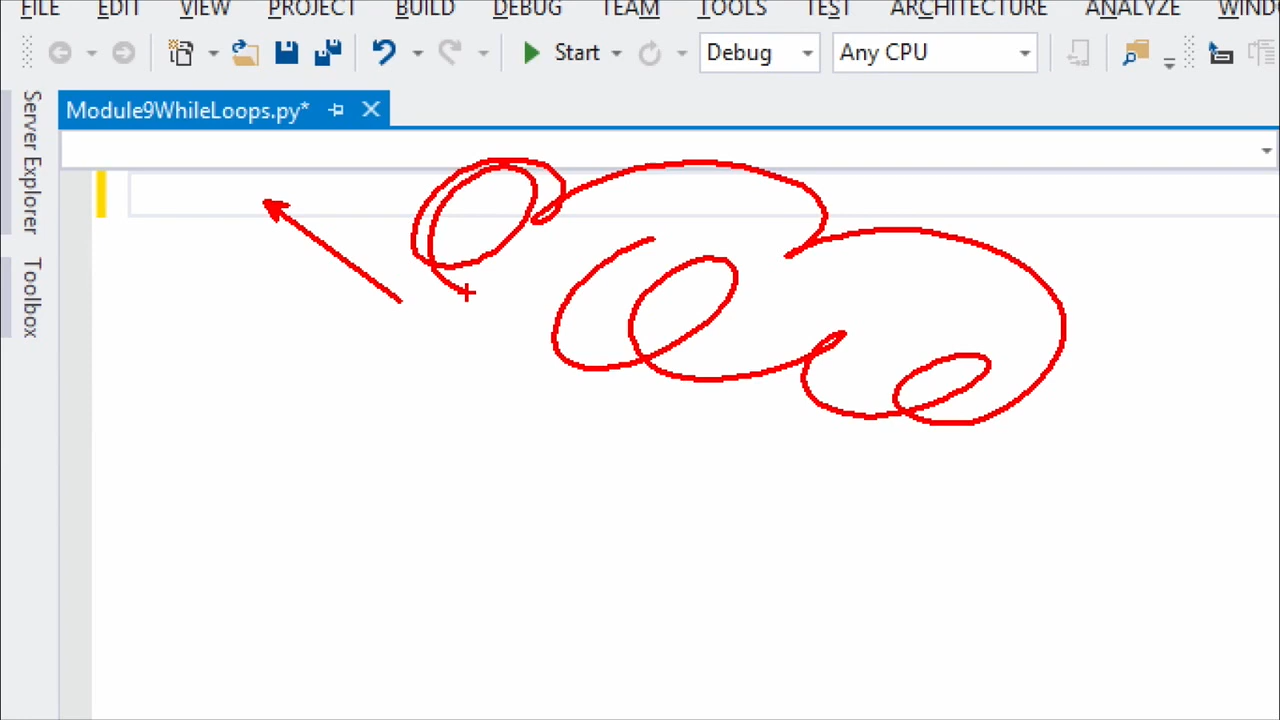 FILE EDIT VIEW PROJECT BUILD DEBUG TEAM TOOLS TEST ARCHITECTURE ANALYZE
Start Debug Any CPU
Module9WhileLoops.py*
Server Explorer
Toolbox